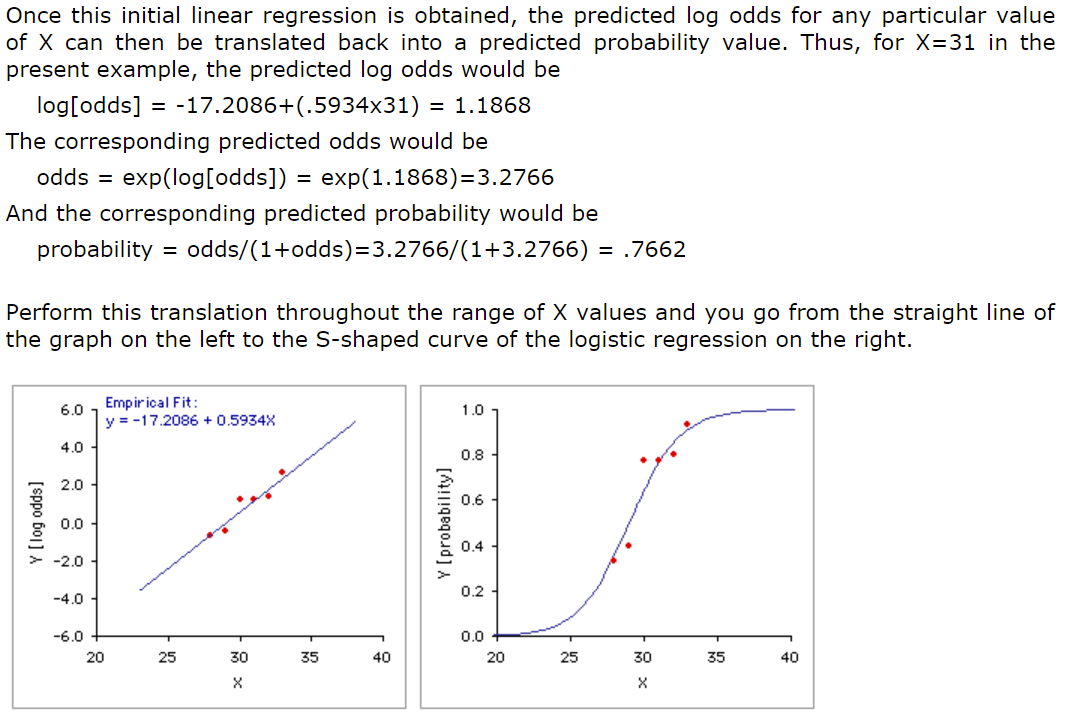 Once this initial linear regression is obtained, the predicted log odds for any particular value
of X can then be translated back into a predicted probability value. Thus, for X=31 in the
present example, the predicted log odds would be
log[odds] = -17.2086+(.5934x31) = 1.1868
The corresponding predicted odds would be
odds = exp(log[odds]) = exp(1.1868)=3.2766
And the corresponding predicted probability would be
probability = odds/(1+odds)=3.2766/(1+3.2766) = .7662
Perform this translation throughout the range of X values and you go from the straight line of
the graph on the left to the S-shaped curve of the logistic regression on the right.
Empirical Fit:
y = -17.2086 + 0.5934X
6.0
4.0
2.0
0.0
-2.0
-4.0
-6.0
Y [log odds]
20 25 30 35 40
X
1.0
0.8
0.6
0.4
0.2
0.0
Y [probability]
20 25 30 35 40
X